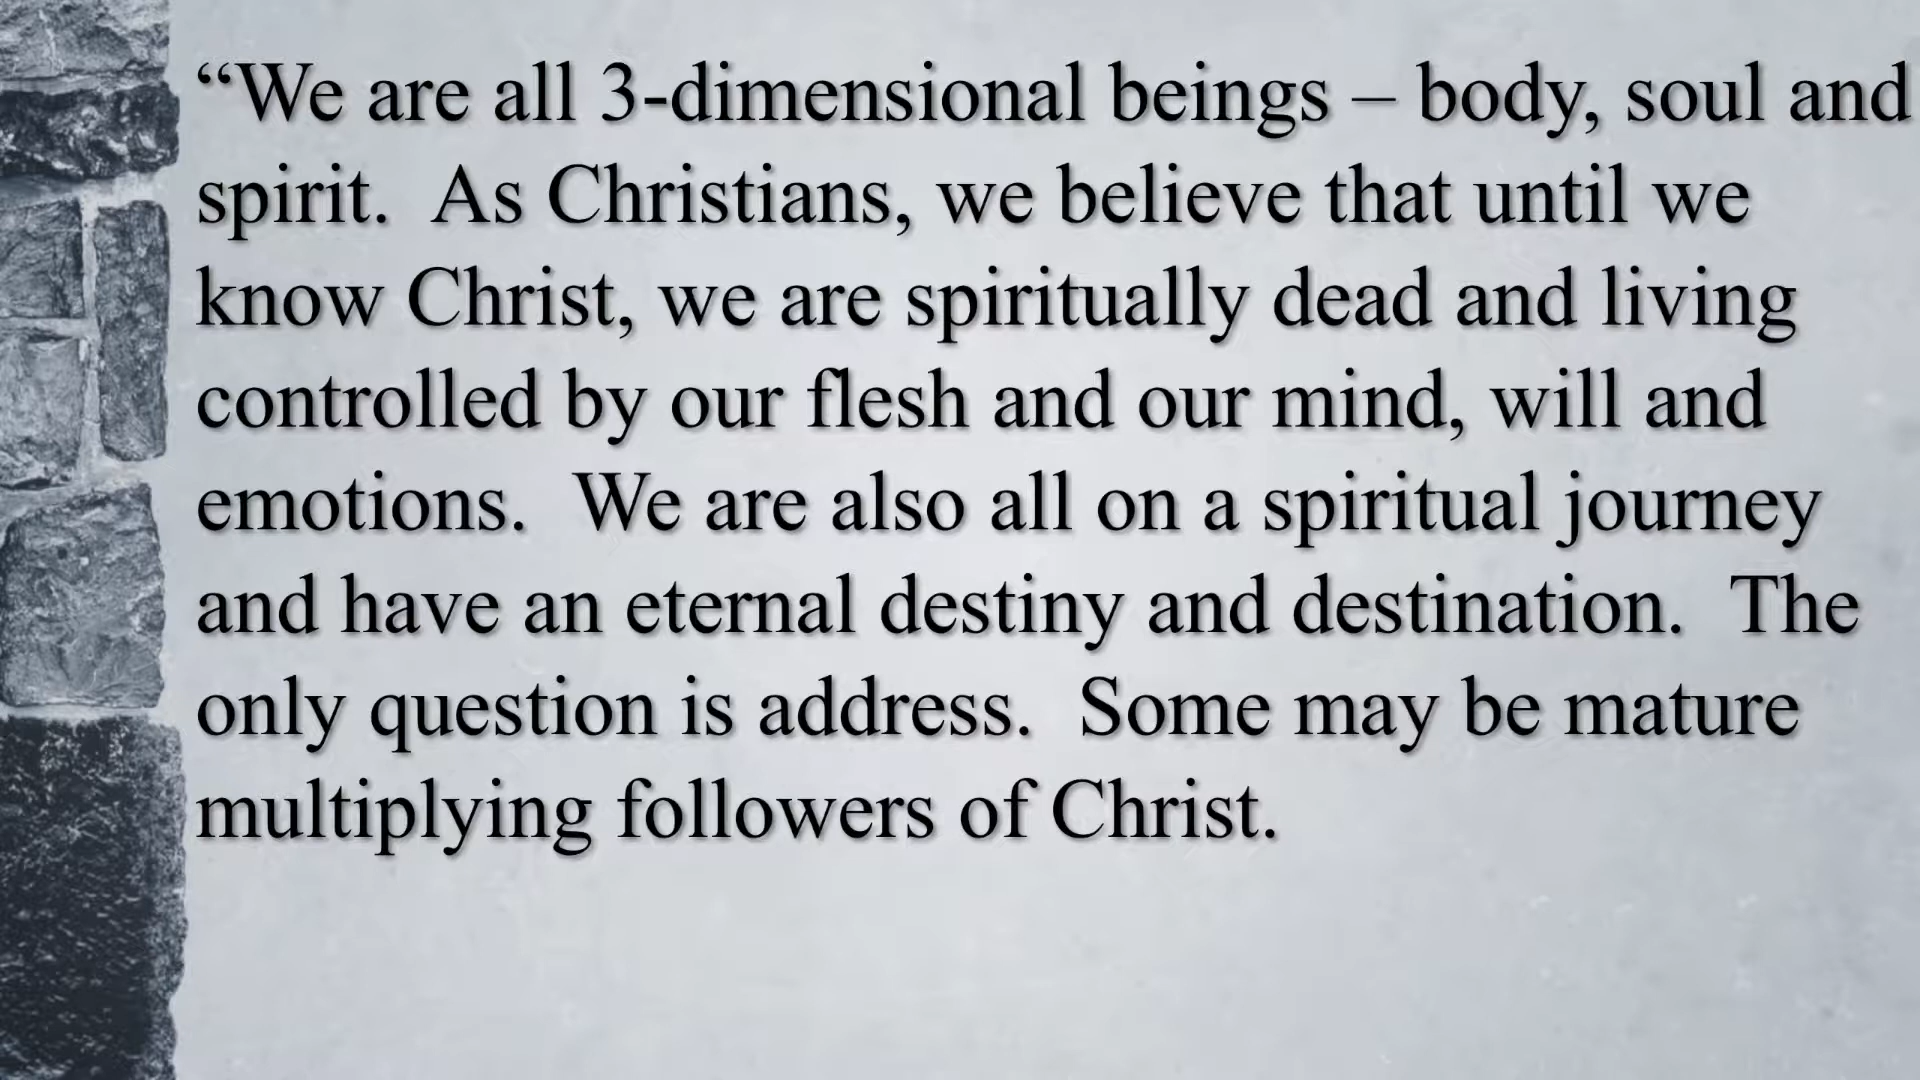 “We are all 3-dimensional beings – body, soul and
spirit.  As Christians, we believe that until we
know Christ, we are spiritually dead and living
controlled by our flesh and our mind, will and
emotions.  We are also all on a spiritual journey
and have an eternal destiny and destination.  The
only question is address.  Some may be mature
multiplying followers of Christ.